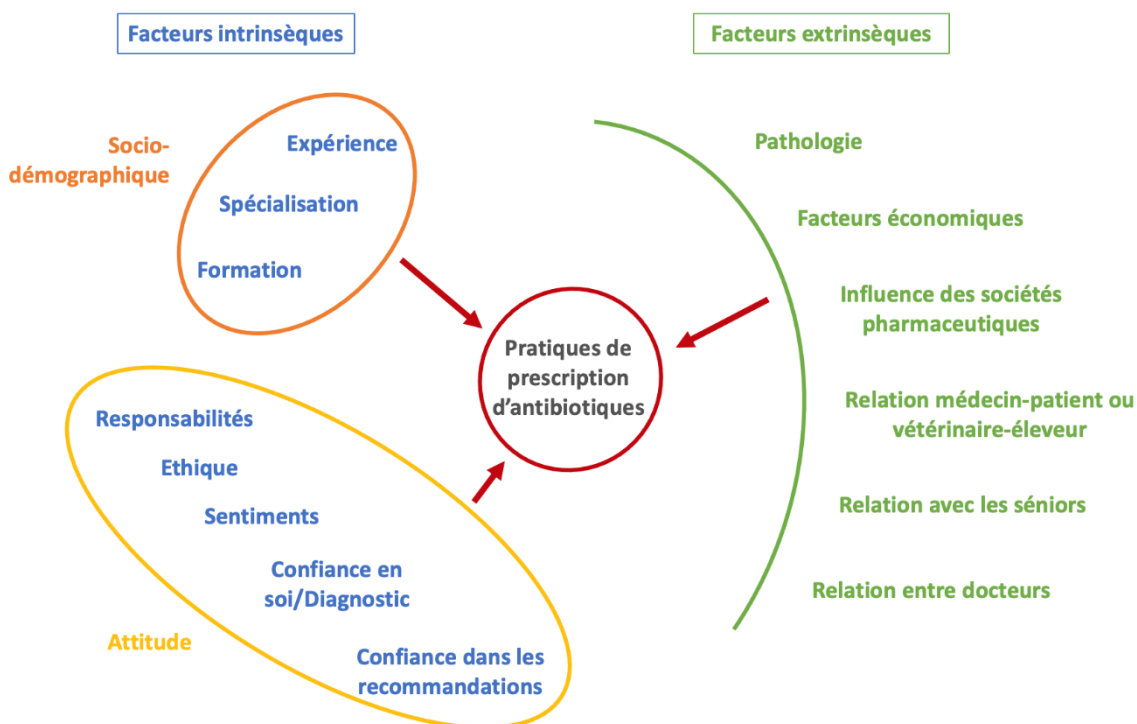 Facteurs intrinsèques
Facteurs extrinsèques
Socio-
démographique
Expérience
Spécialisation
Formation
Pathologie
Facteurs économiques
Influence des sociétés
pharmaceutiques
Relation médecin-patient ou
vétérinaire-éleveur
Relation avec les séniors
Relation entre docteurs
Pratiques de
prescription
d’antibiotiques
Responsabilités
Ethique
Sentiments
Confiance en
soi/Diagnostic
Confiance dans les
recommandations
Attitude